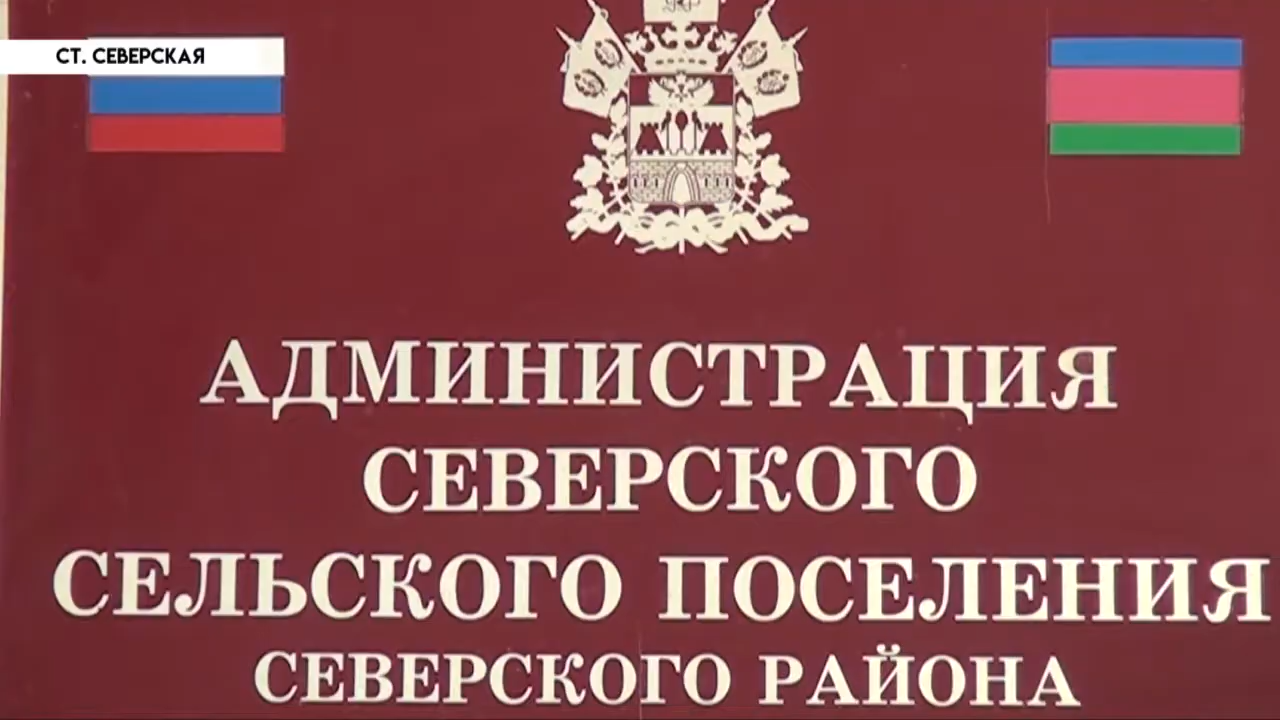 СТ. СЕВЕРСКАЯ
АДМИНИСТРАЦИЯ
СЕВЕРСКОГО
СЕЛЬСКОГО ПОСЕЛЕНИЯ
СЕВЕРСКОГО РАЙОНА